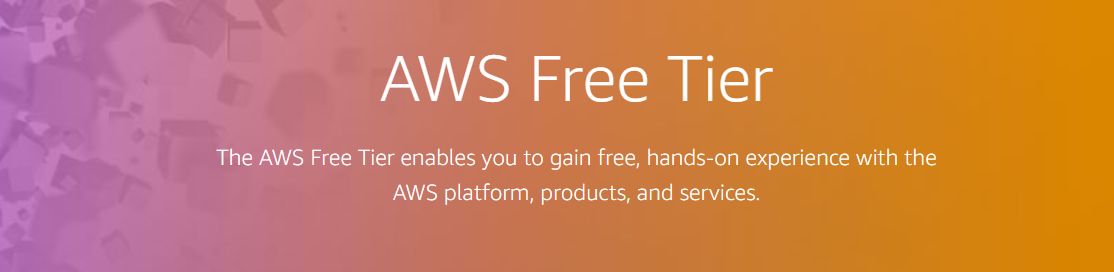 AWS Free Tier
The AWS Free Tier enables you to gain free, hands-on experience with the
AWS platform, products, and services.